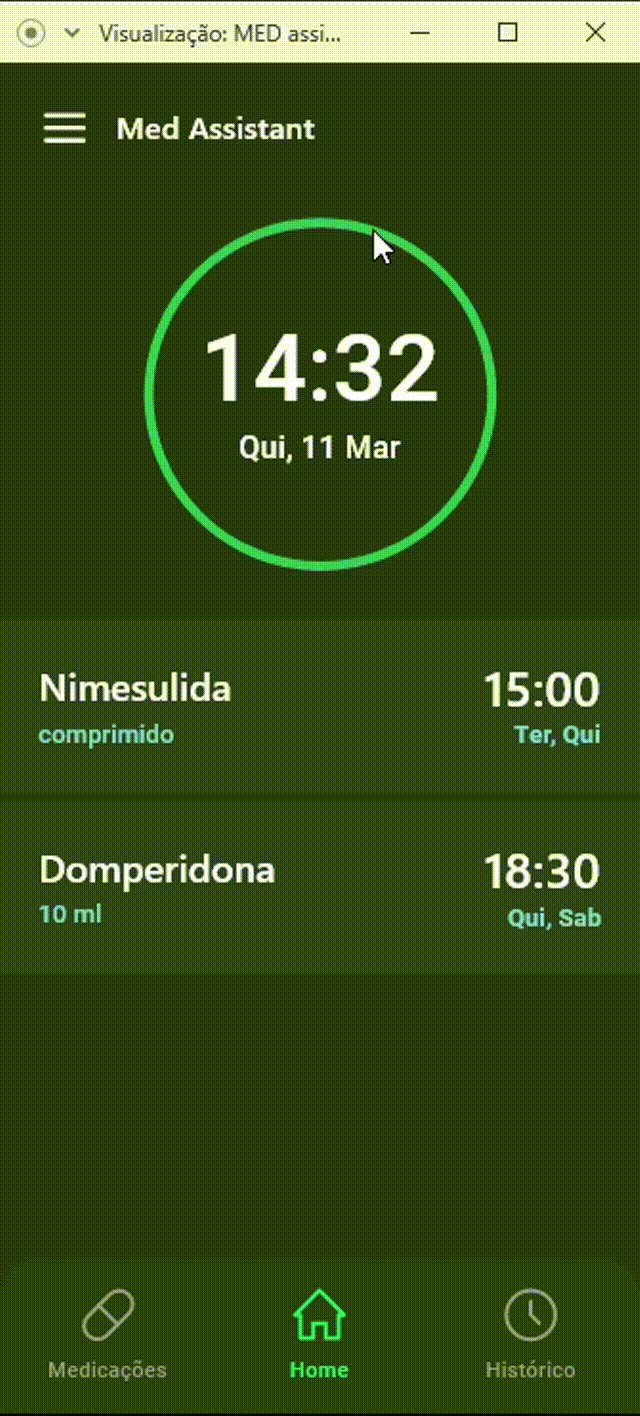 Visualização: MED assi...
Med Assistant
14:32
Qui, 11 Mar
Nimesulida
15:00
comprimido
Ter, Qui
Domperidona
18:30
10 ml
Qui, Sab
Medicações
Home
Histórico